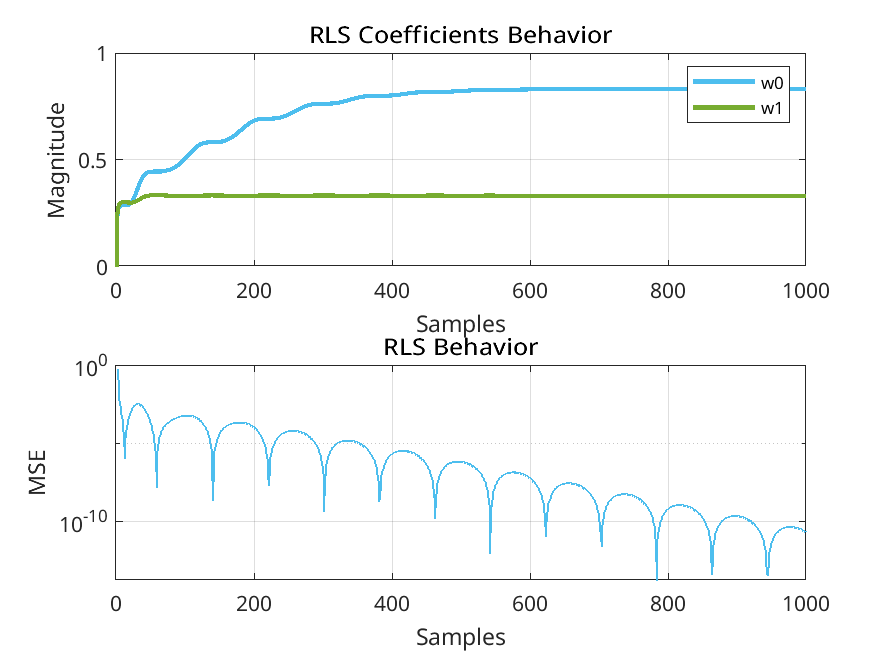 RLS Coefficients Behavior
1
0.5
0
Magnitude
w0
w1
0 200 400 600 800 1000
Samples
RLS Behavior
10^0
10^-10
MSE
0 200 400 600 800 1000
Samples